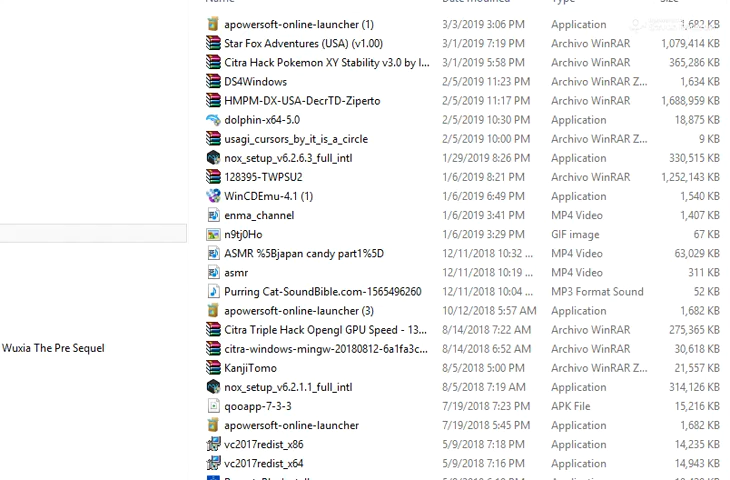 apowersoft-online-launcher (1) 3/3/2019 3:06 PM Application 1,682 KB
Star Fox Adventures (USA) (v1.00) 3/1/2019 7:19 PM Archivo WinRAR 1,079,414 KB
Citra Hack Pokemon XY Stability v3.0 by l... 3/1/2019 5:58 PM Archivo WinRAR 365,286 KB
DS4Windows 2/5/2019 11:23 PM Archivo WinRAR Z... 1,634 KB
HMPM-DX-USA-DecrTD-Ziperto 2/5/2019 11:17 PM Archivo WinRAR 1,688,959 KB
dolphin-x64-5.0 2/5/2019 10:30 PM Application 18,875 KB
usagi_cursors_by_it_is_a_circle 2/5/2019 10:00 PM Archivo WinRAR Z... 9 KB
nox_setup_v6.2.6.3_full_intl 1/29/2019 8:26 PM Application 330,515 KB
128395-TWPSU2 1/6/2019 8:21 PM Archivo WinRAR 1,252,143 KB
WinCDEmu-4.1 (1) 1/6/2019 6:49 PM Application 1,540 KB
enma_channel 1/6/2019 3:41 PM MP4 Video 1,407 KB
n9tj0Ho 1/6/2019 3:29 PM GIF image 67 KB
ASMR %5Bjapan candy part1%5D 12/11/2018 10:32 ... MP4 Video 63,029 KB
asmr 12/11/2018 10:19 ... MP4 Video 311 KB
Purring Cat-SoundBible.com-1565496260 12/11/2018 10:04 ... MP3 Format Sound 52 KB
apowersoft-online-launcher (3) 10/12/2018 5:57 AM Application 1,682 KB
Citra Triple Hack Opengl GPU Speed - 13... 8/14/2018 7:22 AM Archivo WinRAR 275,365 KB
Wuxia The Pre Sequel citra-windows-mingw-20180812-6a1fa3c... 8/14/2018 6:52 AM Archivo WinRAR 30,618 KB
KanjiTomo 8/5/2018 5:00 PM Archivo WinRAR Z... 21,557 KB
nox_setup_v6.2.1.1_full_intl 8/5/2018 7:19 AM Application 314,126 KB
qooapp-7-3-3 7/19/2018 7:23 PM APK File 15,216 KB
apowersoft-online-launcher 7/19/2018 5:45 PM Application 1,682 KB
vc2017redist_x86 5/9/2018 7:18 PM Application 14,235 KB
vc2017redist_x64 5/9/2018 7:16 PM Application 14,943 KB